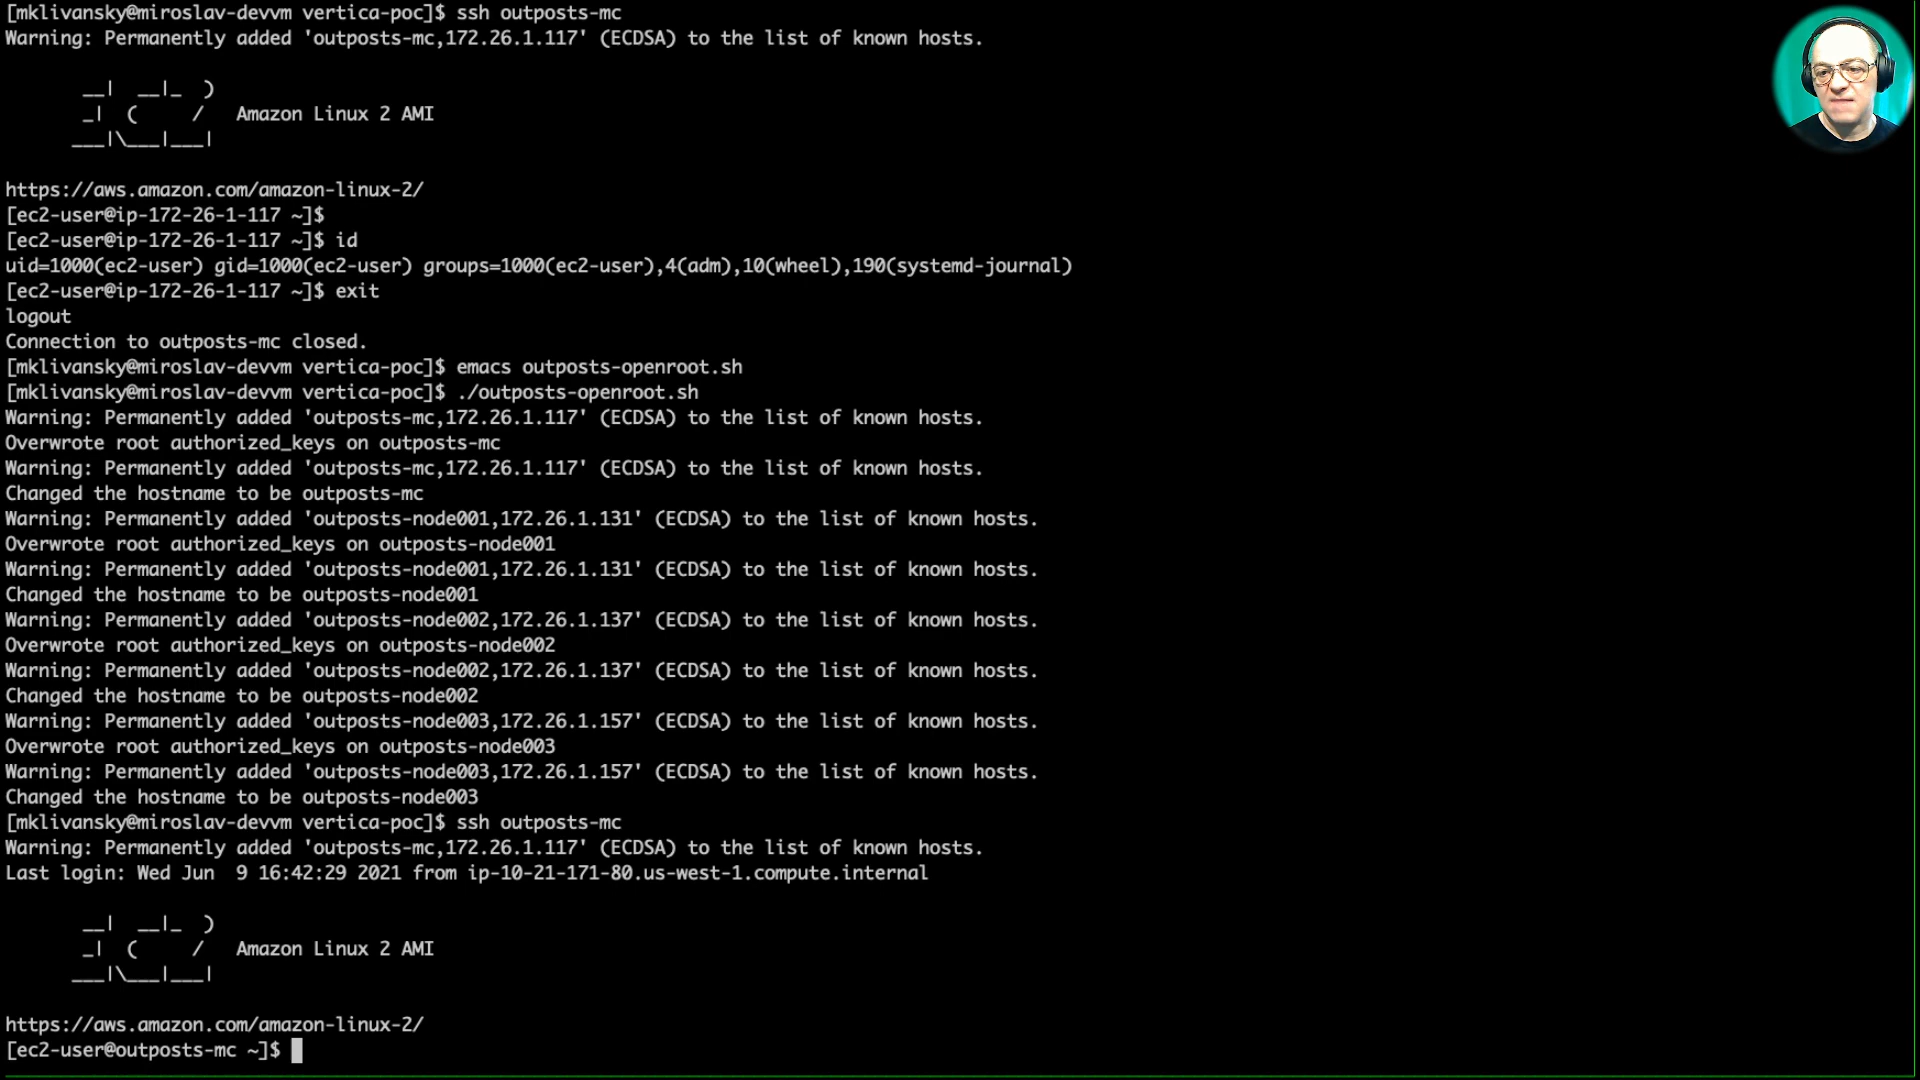 [mklivansky@miroslav-devvm vertica-poc]$ ssh outposts-mc
Warning: Permanently added 'outposts-mc,172.26.1.117' (ECDSA) to the list of known hosts.
       __|  __|_  )
       _|  (     /   Amazon Linux 2 AMI
      ___|\___|___|
https://aws.amazon.com/amazon-linux-2/
[ec2-user@ip-172-26-1-117 ~]$
[ec2-user@ip-172-26-1-117 ~]$ id
uid=1000(ec2-user) gid=1000(ec2-user) groups=1000(ec2-user),4(adm),10(wheel),190(systemd-journal)
[ec2-user@ip-172-26-1-117 ~]$ exit
logout
Connection to outposts-mc closed.
[mklivansky@miroslav-devvm vertica-poc]$ emacs outposts-openroot.sh
[mklivansky@miroslav-devvm vertica-poc]$ ./outposts-openroot.sh
Warning: Permanently added 'outposts-mc,172.26.1.117' (ECDSA) to the list of known hosts.
Overwrote root authorized_keys on outposts-mc
Warning: Permanently added 'outposts-mc,172.26.1.117' (ECDSA) to the list of known hosts.
Changed the hostname to be outposts-mc
Warning: Permanently added 'outposts-node001,172.26.1.131' (ECDSA) to the list of known hosts.
Overwrote root authorized_keys on outposts-node001
Warning: Permanently added 'outposts-node001,172.26.1.131' (ECDSA) to the list of known hosts.
Changed the hostname to be outposts-node001
Warning: Permanently added 'outposts-node002,172.26.1.137' (ECDSA) to the list of known hosts.
Overwrote root authorized_keys on outposts-node002
Warning: Permanently added 'outposts-node002,172.26.1.137' (ECDSA) to the list of known hosts.
Changed the hostname to be outposts-node002
Warning: Permanently added 'outposts-node003,172.26.1.157' (ECDSA) to the list of known hosts.
Overwrote root authorized_keys on outposts-node003
Warning: Permanently added 'outposts-node003,172.26.1.157' (ECDSA) to the list of known hosts.
Changed the hostname to be outposts-node003
[mklivansky@miroslav-devvm vertica-poc]$ ssh outposts-mc
Warning: Permanently added 'outposts-mc,172.26.1.117' (ECDSA) to the list of known hosts.
Last login: Wed Jun  9 16:42:29 2021 from ip-10-21-171-80.us-west-1.compute.internal
       __|  __|_  )
       _|  (     /   Amazon Linux 2 AMI
      ___|\___|___|
https://aws.amazon.com/amazon-linux-2/
[ec2-user@outposts-mc ~]$